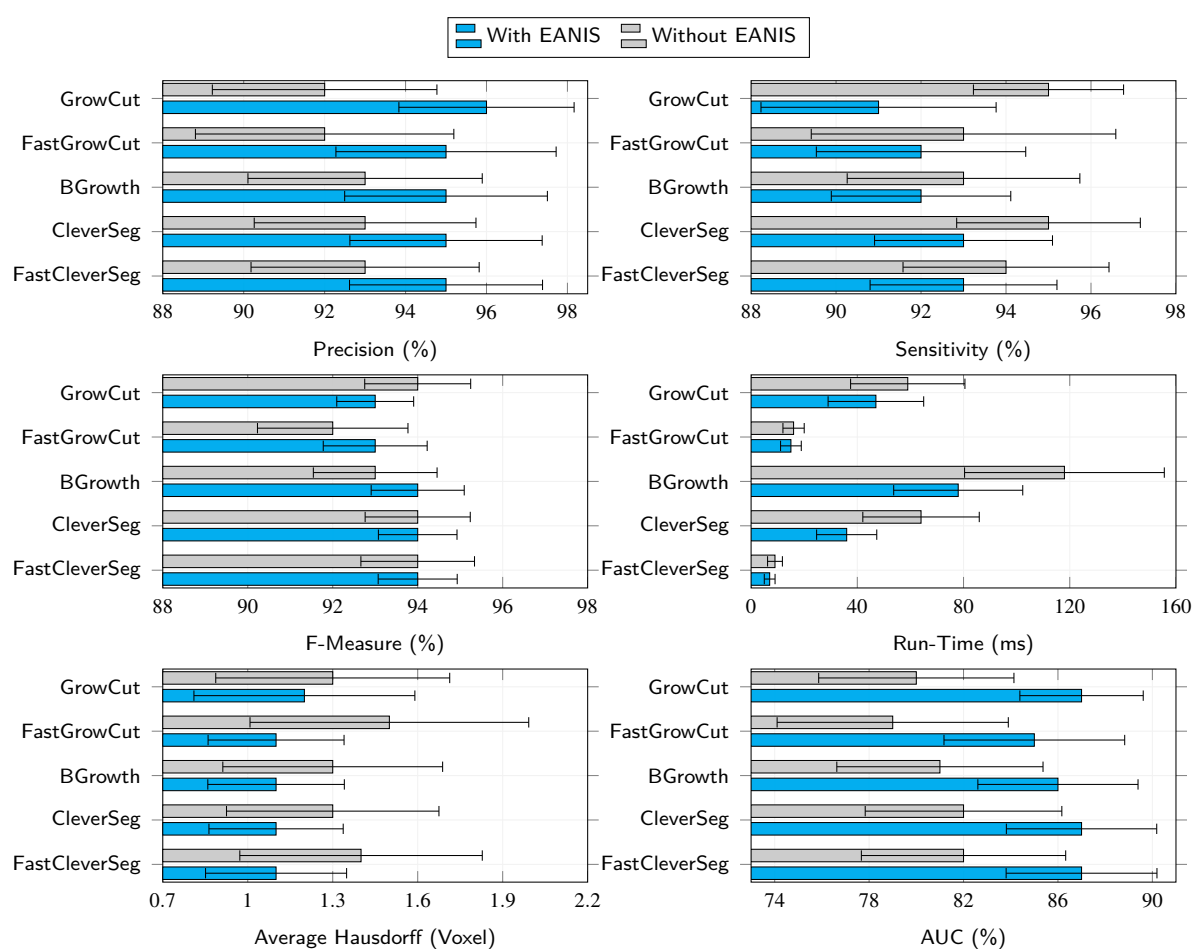 With EANIS Without EANIS
GrowCut
FastGrowCut
BGrowth
CleverSeg
FastCleverSeg
88 90 92 94 96 98
Precision (%)
GrowCut
FastGrowCut
BGrowth
CleverSeg
FastCleverSeg
88 90 92 94 96 98
Sensitivity (%)
GrowCut
FastGrowCut
BGrowth
CleverSeg
FastCleverSeg
88 90 92 94 96 98
F-Measure (%)
GrowCut
FastGrowCut
BGrowth
CleverSeg
FastCleverSeg
0 40 80 120 160
Run-Time (ms)
GrowCut
FastGrowCut
BGrowth
CleverSeg
FastCleverSeg
0.7 1 1.3 1.6 1.9 2.2
Average Hausdorff (Voxel)
GrowCut
FastGrowCut
BGrowth
CleverSeg
FastCleverSeg
74 78 82 86 90
AUC (%)